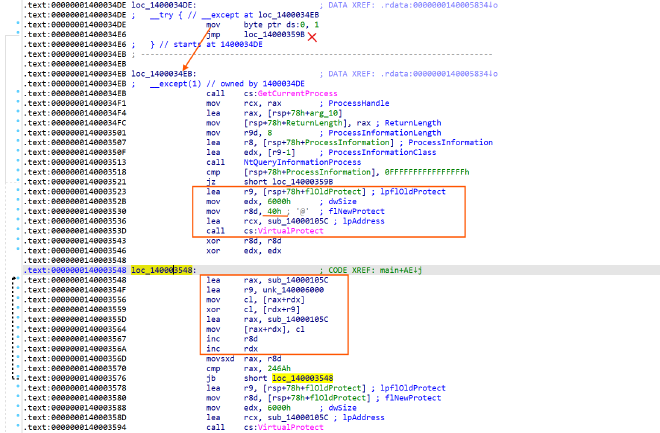 .text:00000001400034DE loc_1400034DE: ; DATA XREF: .rdata:0000000140005834↓o
.text:00000001400034DE ; __try { // __except at loc_1400034EB
.text:00000001400034DE mov byte ptr ds:0, 1
.text:00000001400034E6 jmp loc_14000359B
.text:00000001400034E6 ; } // starts at 1400034DE
.text:00000001400034EB ; ---------------------------------------------------------------------------
.text:00000001400034EB
.text:00000001400034EB loc_1400034EB: ; DATA XREF: .rdata:0000000140005834↓o
.text:00000001400034EB ; __except(1) // owned by 1400034DE
.text:00000001400034EB call cs:GetCurrentProcess
.text:00000001400034F1 mov rcx, rax ; ProcessHandle
.text:00000001400034F4 lea rax, [rsp+78h+arg_10]
.text:00000001400034FC mov [rsp+78h+ReturnLength], rax ; ReturnLength
.text:0000000140003501 mov r9d, 8 ; ProcessInformationLength
.text:0000000140003507 lea r8, [rsp+78h+ProcessInformation] ; ProcessInformation
.text:000000014000350F lea edx, [r9-1] ; ProcessInformationClass
.text:0000000140003513 call NtQueryInformationProcess
.text:0000000140003518 cmp [rsp+78h+ProcessInformation], 0FFFFFFFFFFFFFFFFh
.text:0000000140003521 jz short loc_14000359B
.text:0000000140003523 lea r9, [rsp+78h+flOldProtect] ; lpflOldProtect
.text:000000014000352B mov edx, 6000h ; dwSize
.text:0000000140003530 mov r8d, 40h ; '@' ; flNewProtect
.text:0000000140003536 lea rcx, sub_14000105C ; lpAddress
.text:000000014000353D call cs:VirtualProtect
.text:0000000140003543 xor r8d, r8d
.text:0000000140003546 xor edx, edx
.text:0000000140003548
.text:0000000140003548 loc_140003548: ; CODE XREF: main+AE↓j
.text:0000000140003548 lea rax, sub_14000105C
.text:000000014000354F lea r9, unk_140006000
.text:0000000140003556 mov cl, [rax+rdx]
.text:0000000140003559 xor cl, [rdx+r9]
.text:000000014000355D lea rax, sub_14000105C
.text:0000000140003564 mov [rax+rdx], cl
.text:0000000140003567 inc r8d
.text:000000014000356A inc rdx
.text:000000014000356D movsxd rax, r8d
.text:0000000140003570 cmp rax, 246Ah
.text:0000000140003576 jb short loc_140003548
.text:0000000140003578 lea r9, [rsp+78h+flOldProtect] ; lpflOldProtect
.text:0000000140003580 mov r8d, [rsp+78h+flOldProtect] ; flNewProtect
.text:0000000140003588 mov edx, 6000h ; dwSize
.text:000000014000358D lea rcx, sub_14000105C ; lpAddress
.text:0000000140003594 call cs:VirtualProtect